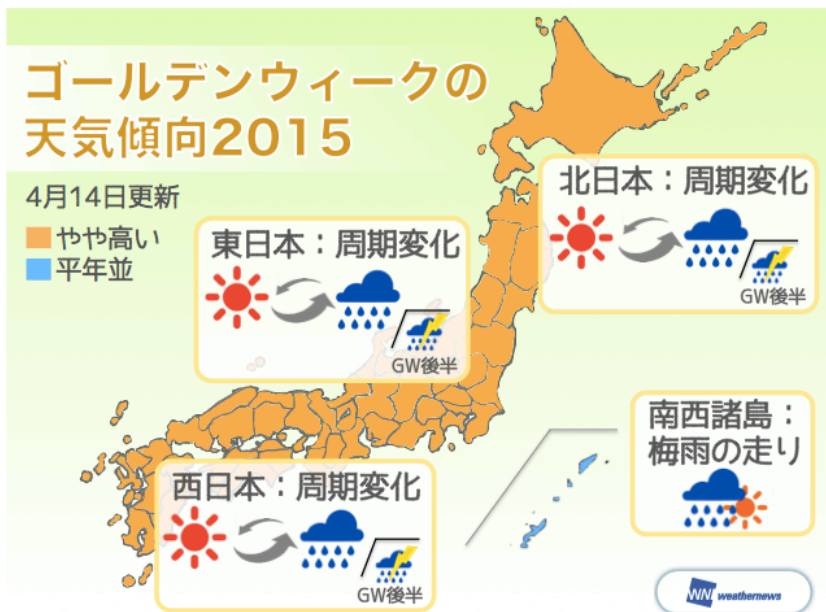 ゴールデンウィークの
天気傾向2015
4月14日更新
やや高い
平年並
北日本：周期変化
GW後半
東日本：周期変化
GW後半
南西諸島：
梅雨の走り
西日本：周期変化
GW後半
WN weathernews